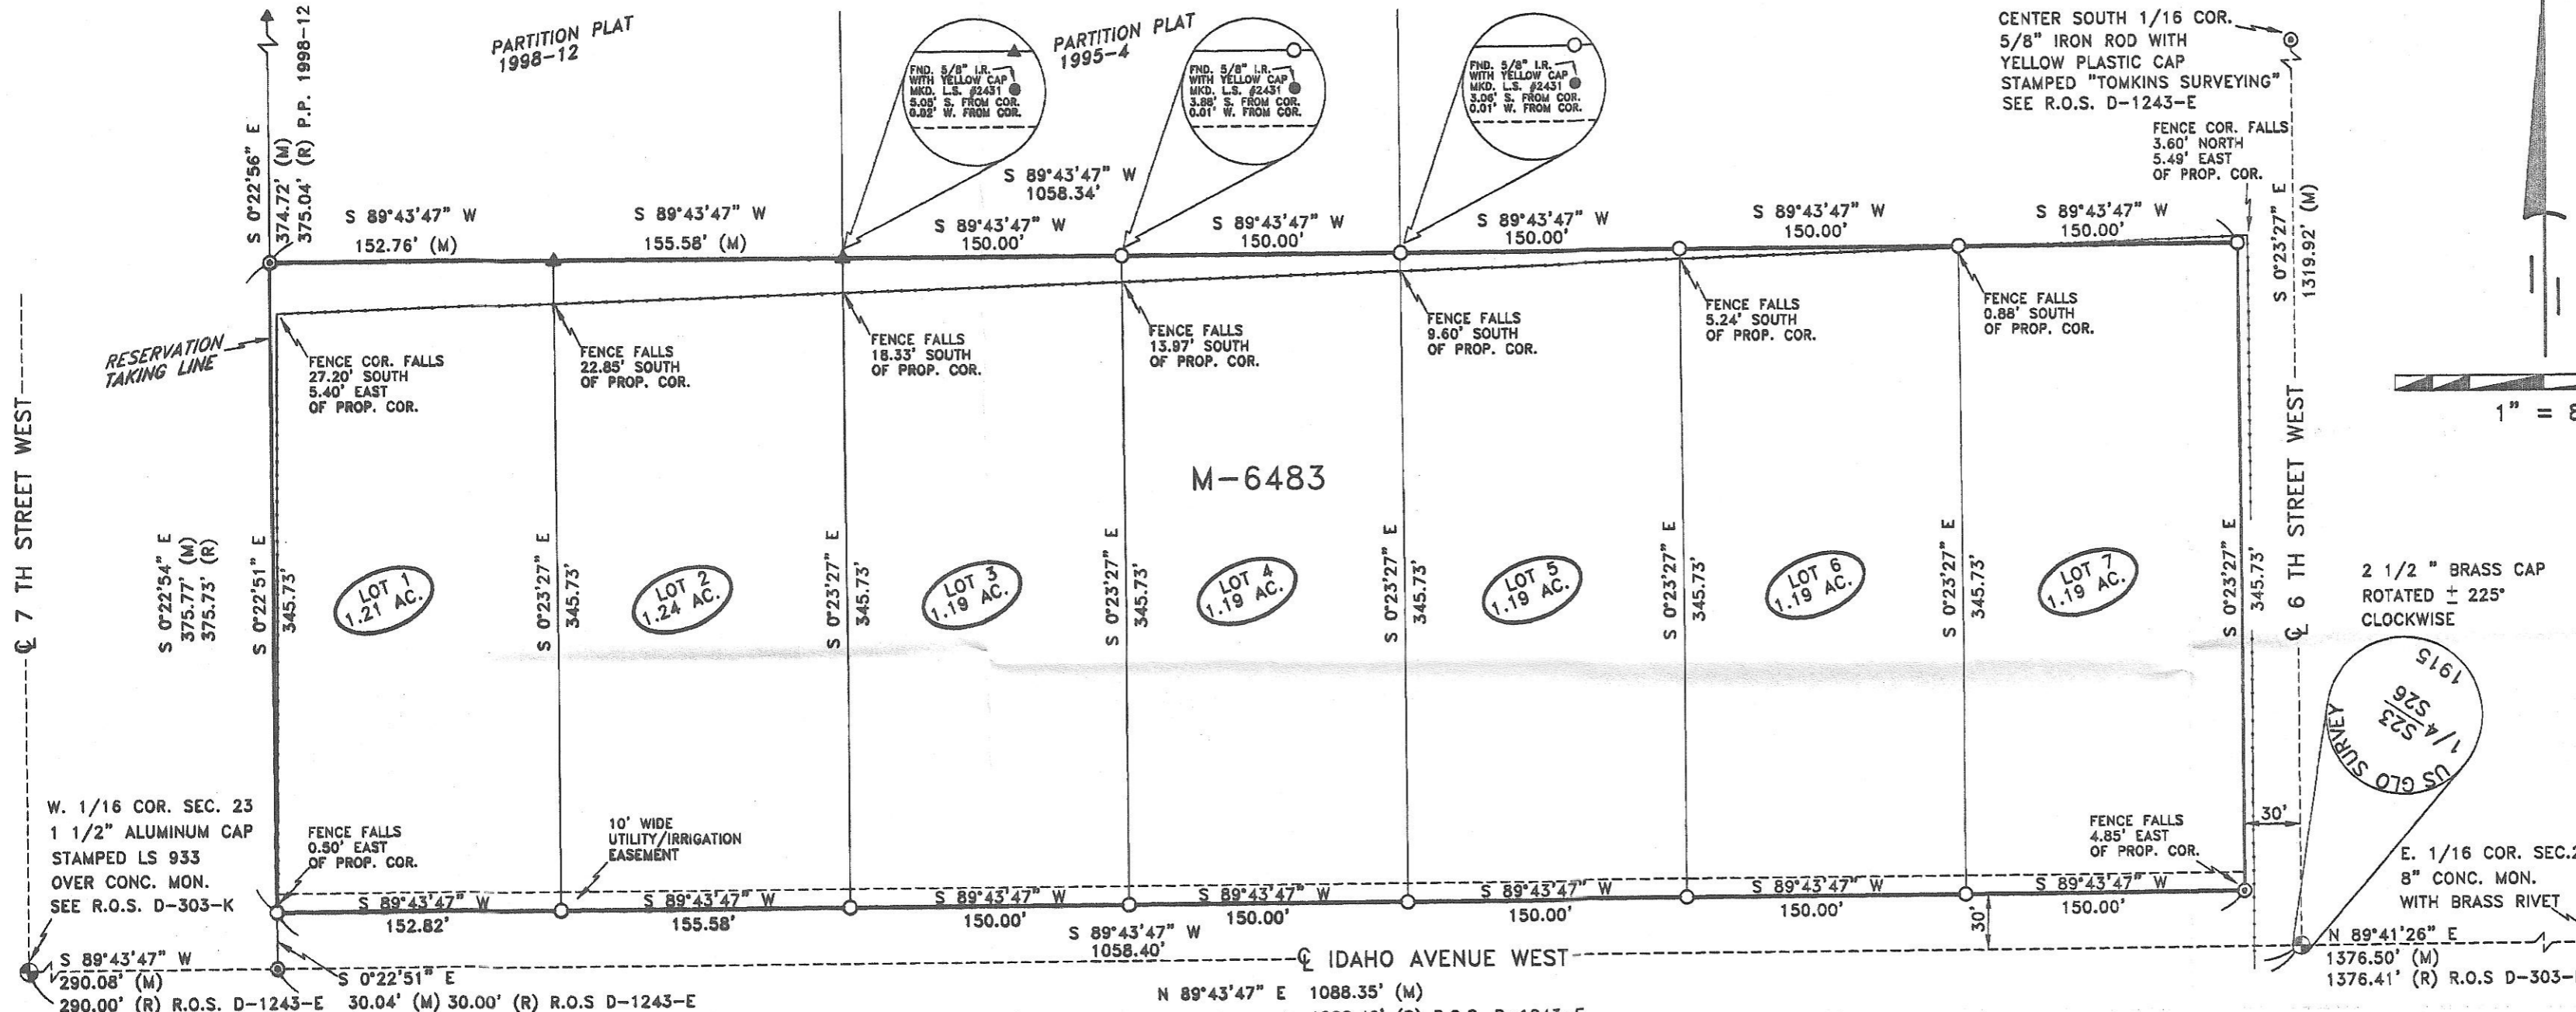 PARTITION PLAT
1998-12
PARTITION PLAT
1995-4
FND. 5/8" I.R.
WITH YELLOW CAP
MKD. L.S. #2431
5.05' S. FROM COR.
0.02' W. FROM COR.
FND. 5/8" I.R.
WITH YELLOW CAP
MKD. L.S. #2431
3.88' S. FROM COR.
0.01' W. FROM COR.
FND. 5/8" I.R.
WITH YELLOW CAP
MKD. L.S. #2431
3.06' S. FROM COR.
0.01' W. FROM COR.
CENTER SOUTH 1/16 COR.
5/8" IRON ROD WITH
YELLOW PLASTIC CAP
STAMPED "TOMKINS SURVEYING"
SEE R.O.S. D-1243-E
FENCE COR. FALLS
3.60' NORTH
5.49' EAST
OF PROP. COR.
S 0°22'56" E
374.72' (M)
375.04' (R) P.P. 1998-12
S 89°43'47" W
1058.34'
S 89°43'47" W
152.76' (M)
S 89°43'47" W
155.58' (M)
S 89°43'47" W
150.00'
S 89°43'47" W
150.00'
S 89°43'47" W
150.00'
S 89°43'47" W
150.00'
S 89°43'47" W
150.00'
S 0°23'27" E
1319.92' (M)
RESERVATION
TAKING LINE
FENCE COR. FALLS
27.20' SOUTH
5.40' EAST
OF PROP. COR.
FENCE FALLS
22.85' SOUTH
OF PROP. COR.
FENCE FALLS
18.33' SOUTH
OF PROP. COR.
FENCE FALLS
13.97' SOUTH
OF PROP. COR.
FENCE FALLS
9.60' SOUTH
OF PROP. COR.
FENCE FALLS
5.24' SOUTH
OF PROP. COR.
FENCE FALLS
0.88' SOUTH
OF PROP. COR.
1" = 8
M-6483
℄ 7 TH STREET WEST
S 0°22'54" E
375.77' (M)
375.73' (R)
S 0°22'51" E
345.73'
LOT 1
1.21 AC.
S 0°23'27" E
345.73'
LOT 2
1.24 AC.
S 0°23'27" E
345.73'
LOT 3
1.19 AC.
S 0°23'27" E
345.73'
LOT 4
1.19 AC.
S 0°23'27" E
345.73'
LOT 5
1.19 AC.
S 0°23'27" E
345.73'
LOT 6
1.19 AC.
S 0°23'27" E
345.73'
LOT 7
1.19 AC.
S 0°23'27" E
345.73'
℄ 6 TH STREET WEST
2 1/2 " BRASS CAP
ROTATED ± 225°
CLOCKWISE
US GLO SURVEY
1/4 S23
S26
1915
W. 1/16 COR. SEC. 23
1 1/2" ALUMINUM CAP
STAMPED LS 933
OVER CONC. MON.
SEE R.O.S. D-303-K
FENCE FALLS
0.50' EAST
OF PROP. COR.
10' WIDE
UTILITY/IRRIGATION
EASEMENT
FENCE FALLS
4.85' EAST
OF PROP. COR.
30'
E. 1/16 COR. SEC.
8" CONC. MON.
WITH BRASS RIVET
S 89°43'47" W
152.82'
S 89°43'47" W
155.58'
S 89°43'47" W
150.00'
S 89°43'47" W
150.00'
S 89°43'47" W
150.00'
S 89°43'47" W
150.00'
S 89°43'47" W
150.00'
30'
S 89°43'47" W
1058.40'
℄ IDAHO AVENUE WEST
S 89°43'47" W
290.08' (M)
290.00' (R) R.O.S. D-1243-E
S 0°22'51" E
30.04' (M) 30.00' (R) R.O.S D-1243-E
N 89°43'47" E 1088.35' (M)
N 89°41'26" E
1376.50' (M)
1376.41' (R) R.O.S D-303-